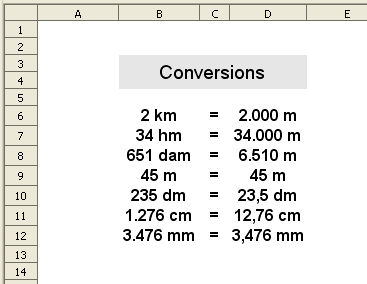 A B C D E
1
2
3 Conversions
4
5
6 2 km = 2.000 m
7 34 hm = 34.000 m
8 651 dam = 6.510 m
9 45 m = 45 m
10 235 dm = 23,5 dm
11 1.276 cm = 12,76 cm
12 3.476 mm = 3,476 mm
13
14